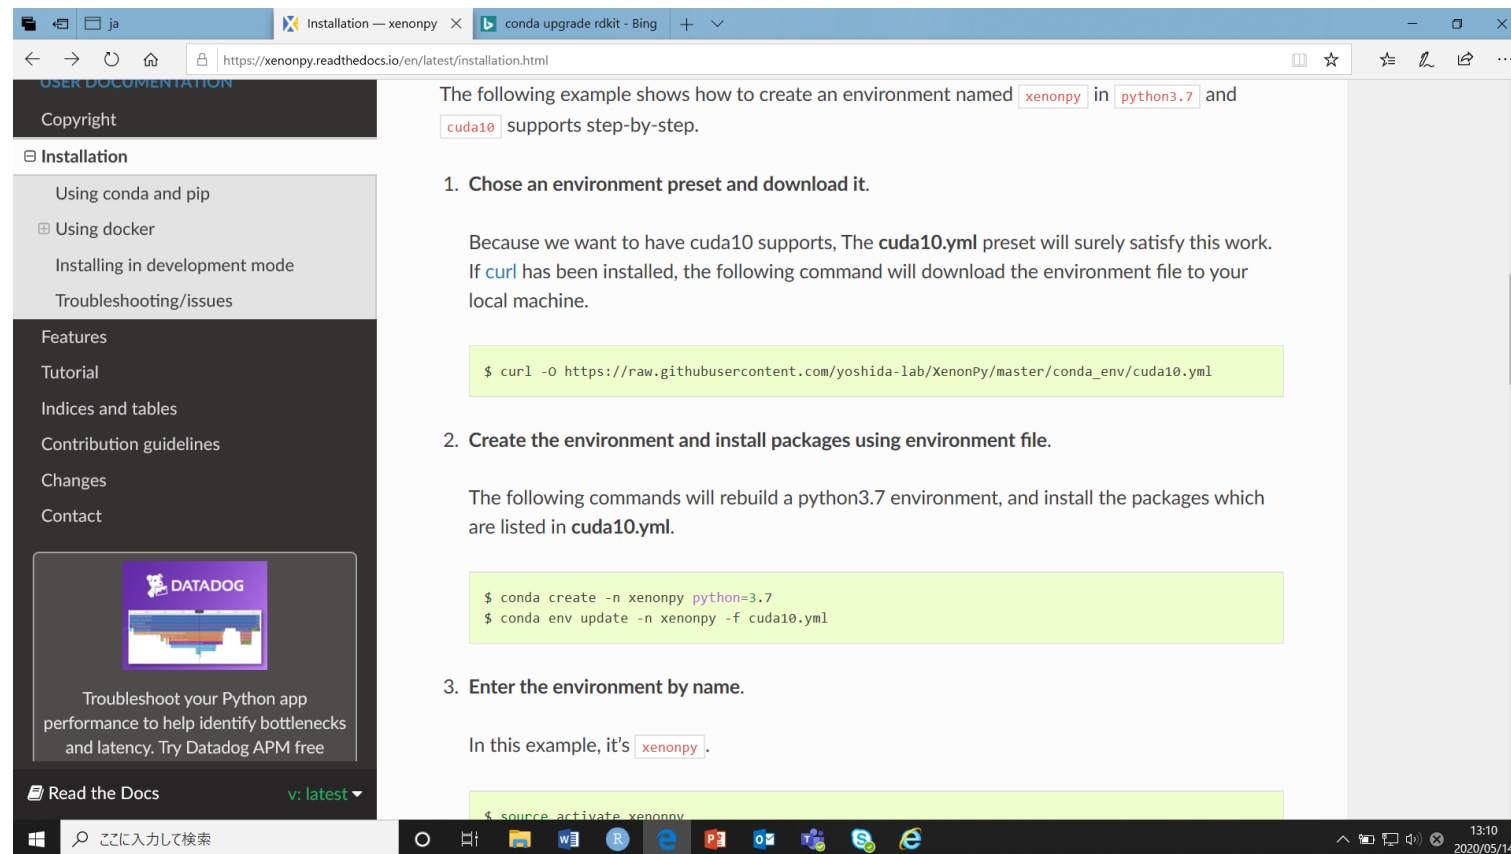 ja
Installation — xenonpy
conda upgrade rdkit - Bing
https://xenonpy.readthedocs.io/en/latest/installation.html
USER DOCUMENTATION
Copyright
Installation
Using conda and pip
Using docker
Installing in development mode
Troubleshooting/issues
Features
Tutorial
Indices and tables
Contribution guidelines
Changes
Contact
DATADOG
Troubleshoot your Python app
performance to help identify bottlenecks
and latency. Try Datadog APM free
Read the Docs
v: latest
The following example shows how to create an environment named xenonpy in python3.7 and
cuda10 supports step-by-step.
1. Chose an environment preset and download it.
Because we want to have cuda10 supports, The cuda10.yml preset will surely satisfy this work.
If curl has been installed, the following command will download the environment file to your
local machine.
$ curl -O https://raw.githubusercontent.com/yoshida-lab/XenonPy/master/conda_env/cuda10.yml
2. Create the environment and install packages using environment file.
The following commands will rebuild a python3.7 environment, and install the packages which
are listed in cuda10.yml.
$ conda create -n xenonpy python=3.7
$ conda env update -n xenonpy -f cuda10.yml
3. Enter the environment by name.
In this example, it's xenonpy .
$ source activate xenonpy
ここに入力して検索
13:10
2020/05/14